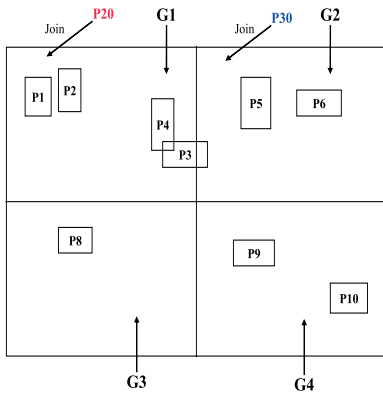 P20 G1 P30 G2
Join Join
P1 P2 P4 P5 P6
P3
P8 P9
P10
G3 G4